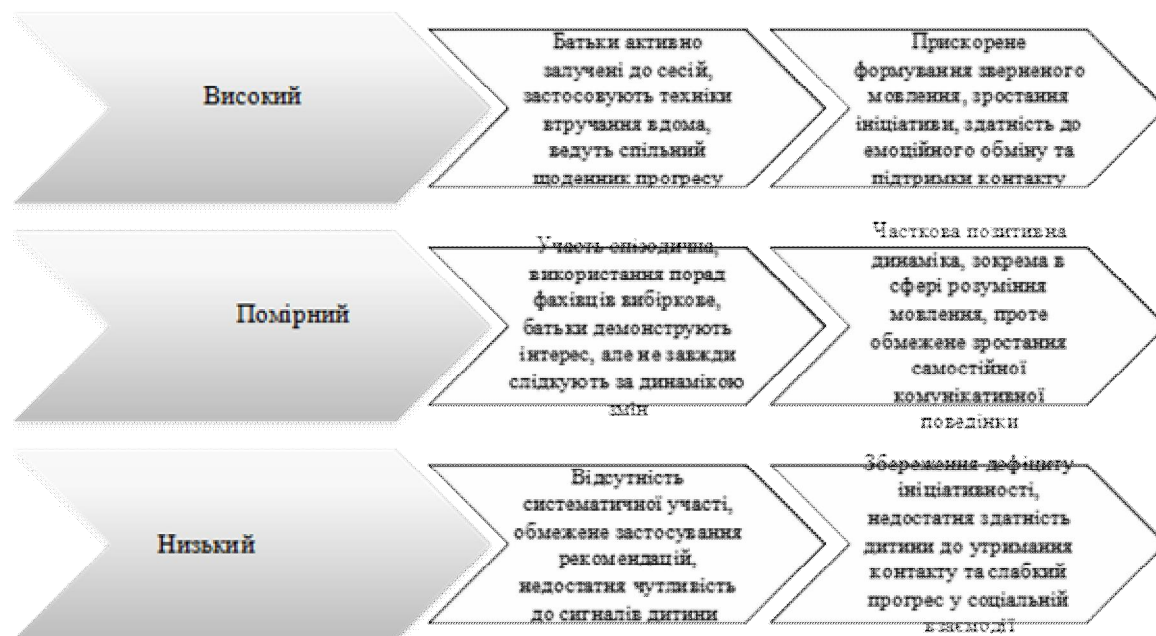 Високий
Батьки активно
залучені до сесій,
застосовують техніки
втручання вдома,
ведуть спільний
щоденник прогресу
Прискорене
формування зверненого
мовлення, зростання
ініціативи, здатність до
емоційного обміну та
підтримки контакту
Помірний
Участь епізодична,
використання порад
фахівців вибіркове,
батьки демонструють
інтерес, але не завжди
слідкують за динамікою
змін
Часткова позитивна
динаміка, зокрема в
сфері розуміння
мовлення, проте
обмежене зростання
самостійної
комунікативної
поведінки
Низький
Відсутність
систематичної участі,
обмежене застосування
рекомендацій,
недостатня чутливість
до сигналів дитини
Збереження дефіциту
ініціативності,
недостатня здатність
дитини до утримання
контакту та слабкий
прогрес у соціальній
взаємодії